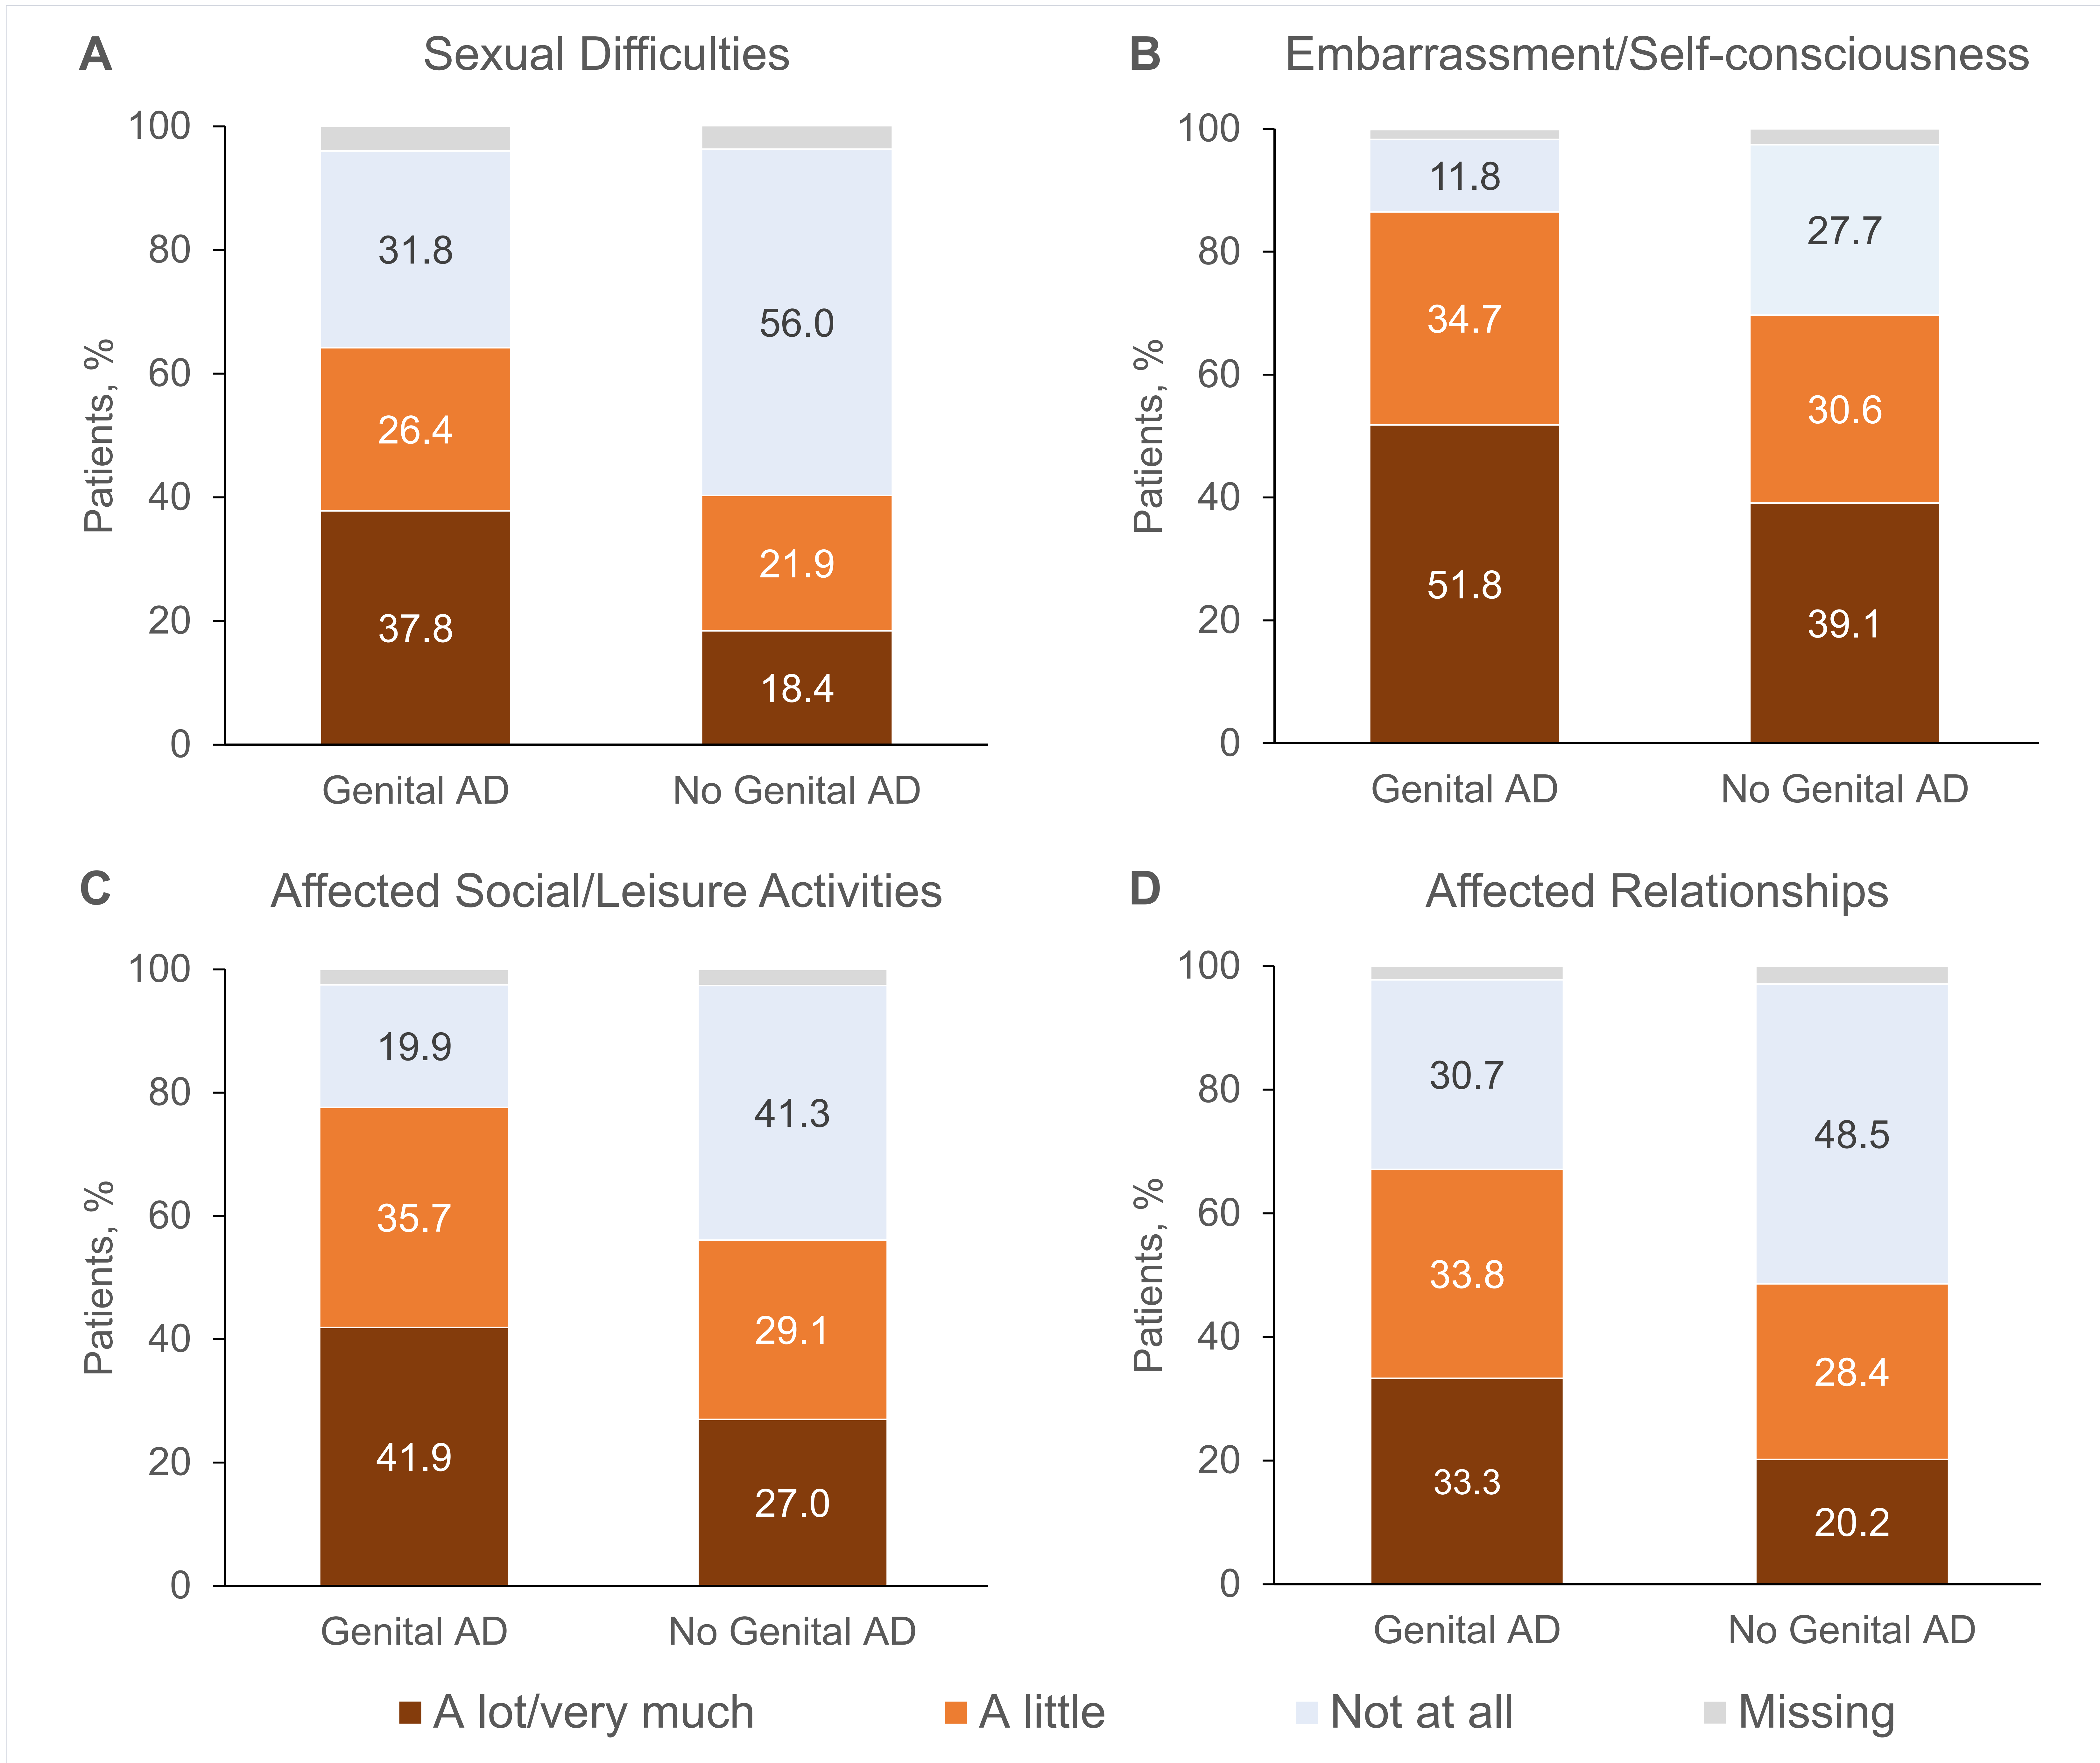 A Sexual Difficulties
Patients, %
100
80
60
40
20
0
31.8
26.4
37.8
56.0
21.9
18.4
Genital AD
No Genital AD
B Embarrassment/Self-consciousness
Patients, %
100
80
60
40
20
0
11.8
34.7
51.8
27.7
30.6
39.1
Genital AD
No Genital AD
C Affected Social/Leisure Activities
Patients, %
100
80
60
40
20
0
19.9
35.7
41.9
41.3
29.1
27.0
Genital AD
No Genital AD
D Affected Relationships
Patients, %
100
80
60
40
20
0
30.7
33.8
33.3
48.5
28.4
20.2
Genital AD
No Genital AD
A lot/very much
A little
Not at all
Missing